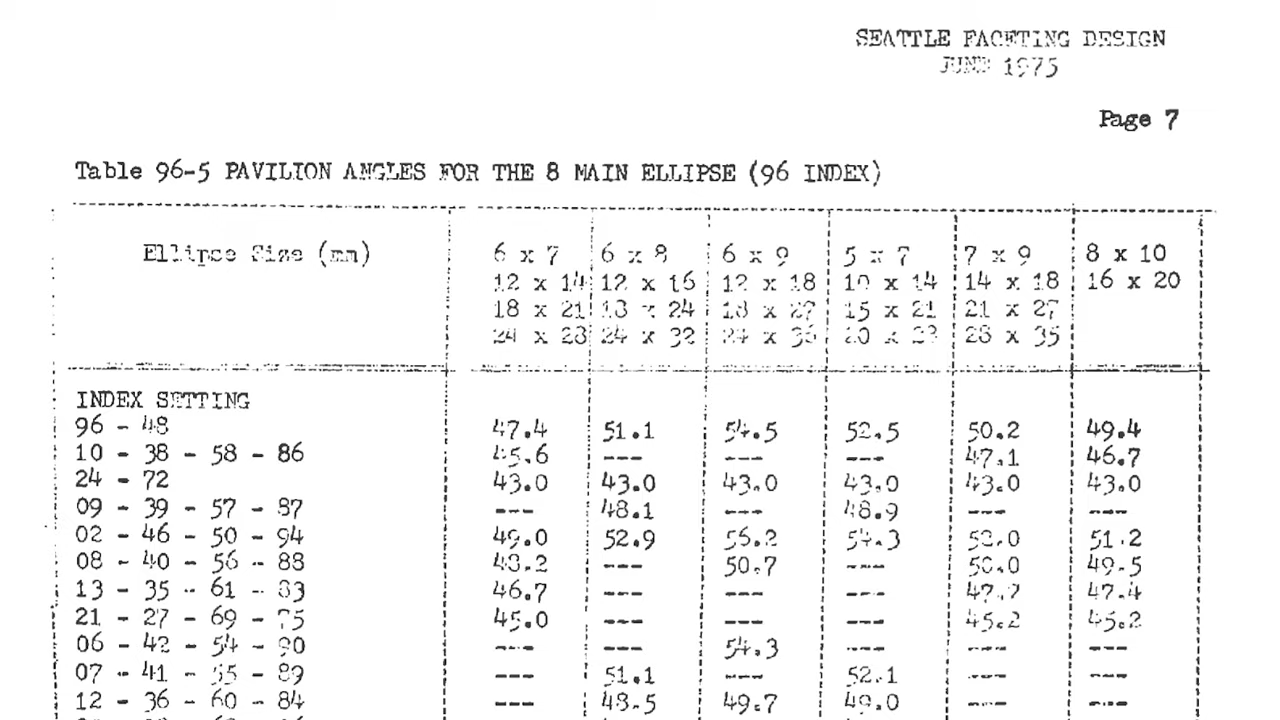 SEATTLE FACETING DESIGN
JUNE 1975
Page 7
Table 96-5 PAVILION ANGLES FOR THE 8 MAIN ELLIPSE (96 INDEX)
Ellipse Size (mm) 6 x 7 6 x 8 6 x 9 5 x 7 7 x 9 8 x 10
12 x 14 12 x 16 12 x 18 10 x 14 14 x 18 16 x 20
18 x 21 18 x 24 18 x 27 15 x 21 21 x 27
24 x 28 24 x 32 24 x 36 20 x 28 28 x 35
INDEX SETTING
96 - 48 47.4 51.1 54.5 52.5 50.2 49.4
10 - 38 - 58 - 86 45.6 --- --- --- 47.1 46.7
24 - 72 43.0 43.0 43.0 43.0 43.0 43.0
09 - 39 - 57 - 87 --- 48.1 --- 48.9 --- ---
02 - 46 - 50 - 94 49.0 52.9 56.2 54.3 52.0 51.2
08 - 40 - 56 - 88 48.2 --- 50.7 --- 50.0 49.5
13 - 35 - 61 - 83 46.7 --- --- --- 47.7 47.4
21 - 27 - 69 - 75 45.0 --- --- --- 45.2 45.2
06 - 42 - 54 - 90 --- --- 54.3 --- --- ---
07 - 41 - 55 - 89 --- 51.1 --- 52.1 --- ---
12 - 36 - 60 - 84 --- 48.5 49.7 49.0 --- ---